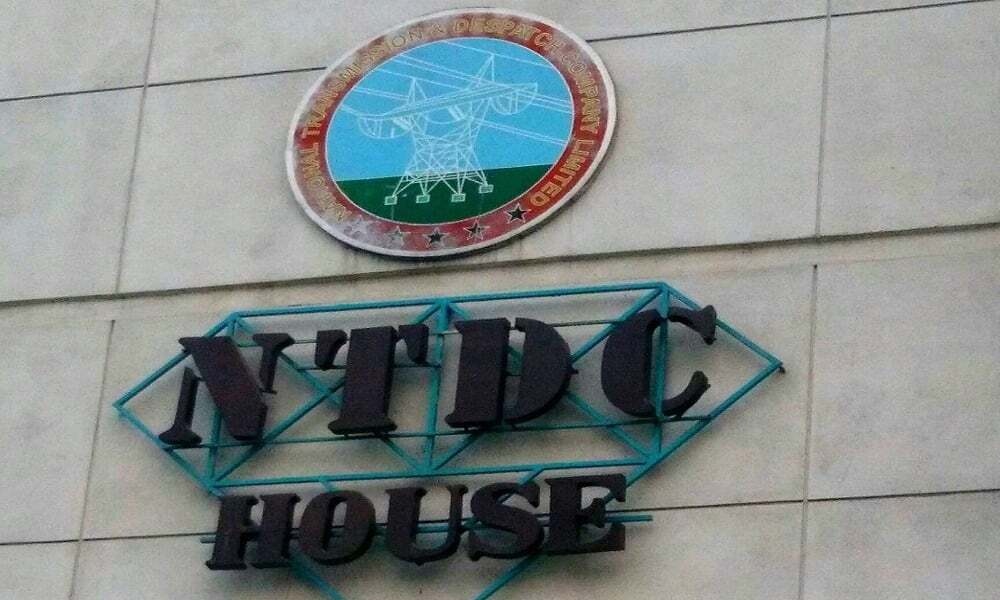 NATIONAL TRANSMISSION & DESPATCH COMPANY LIMITED
NTDC
HOUSE